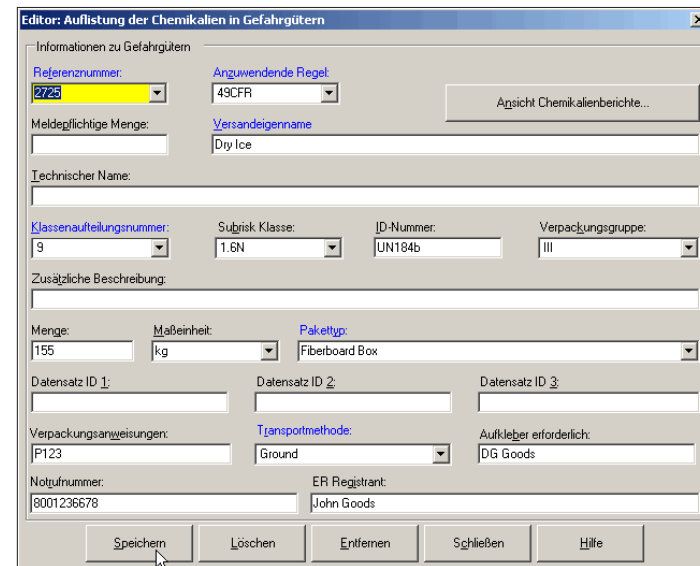 Editor: Auflistung der Chemikalien in Gefahrgütern
Informationen zu Gefahrgütern
Referenznummer: Anzuwendende Regel:
2725 49CFR Ansicht Chemikalienberichte...
Meldepflichtige Menge: Versandeigenname
Dry Ice
Technischer Name:
Klassenaufteilungsnummer: Subrisk Klasse: ID-Nummer: Verpackungsgruppe:
9 1.6N UN184b III
Zusätzliche Beschreibung:
Menge: Maßeinheit: Pakettyp:
155 kg Fiberboard Box
Datensatz ID 1: Datensatz ID 2: Datensatz ID 3:
Verpackungsanweisungen: Transportmethode: Aufkleber erforderlich:
P123 Ground DG Goods
Notrufnummer: ER Registrant:
8001236678 John Goods
Speichern Löschen Entfernen Schließen Hilfe